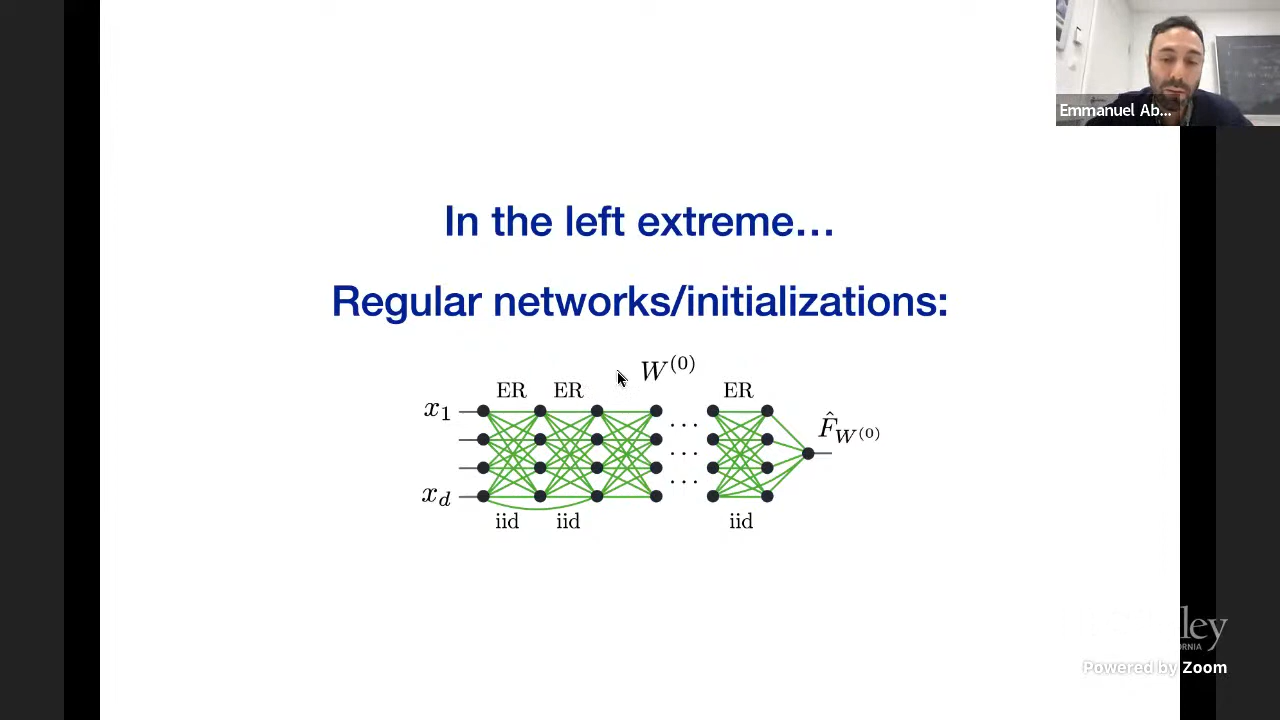 Emmanuel Ab...
In the left extreme...
Regular networks/initializations:
W^{(0)}
ER ER ER
x_1
\hat{F}_{W^{(0)}}
x_d
iid iid iid
Powered by Zoom